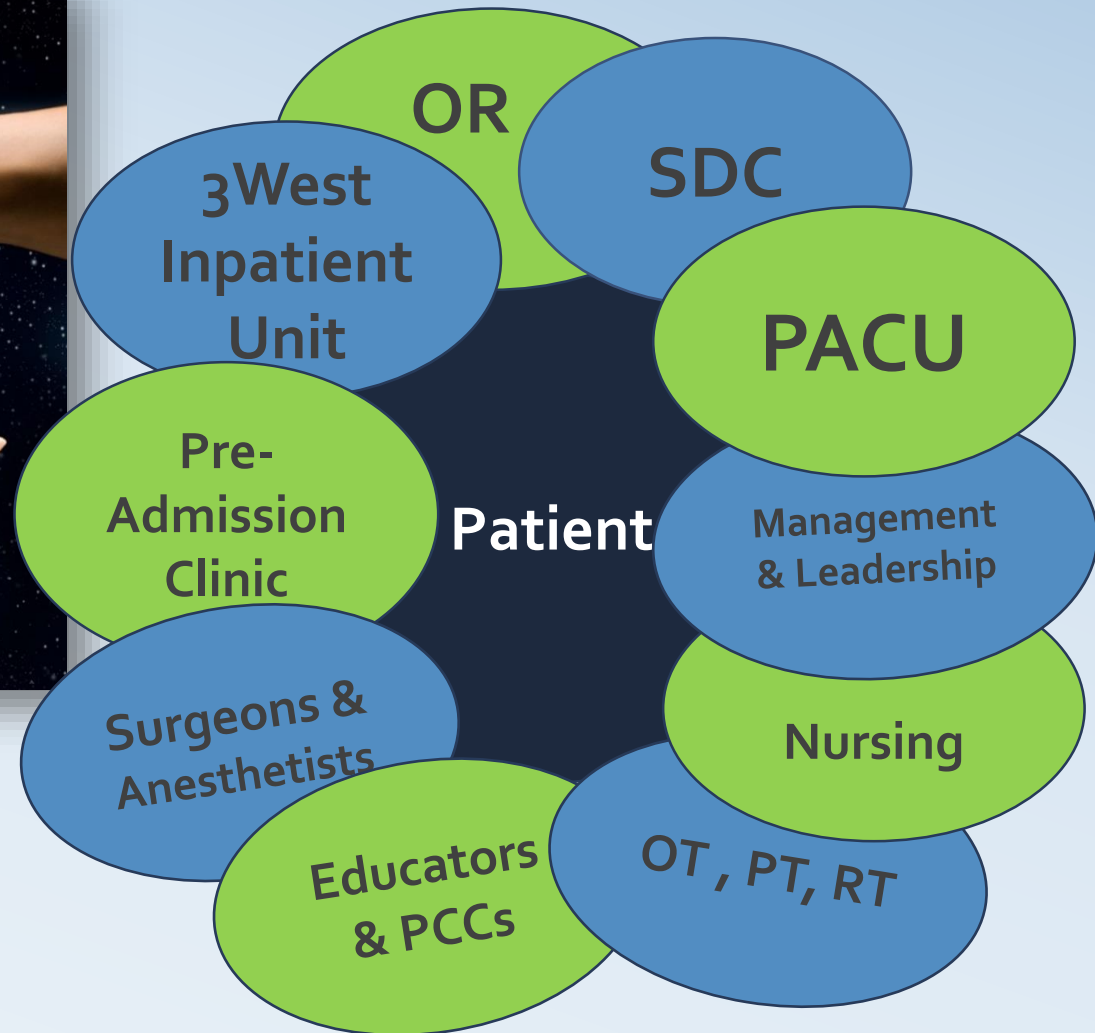 OR
SDC
3West
Inpatient
Unit
PACU
Pre-
Admission
Clinic
Patient
Management
& Leadership
Surgeons &
Anesthetists
Nursing
Educators
& PCCs
OT , PT, RT